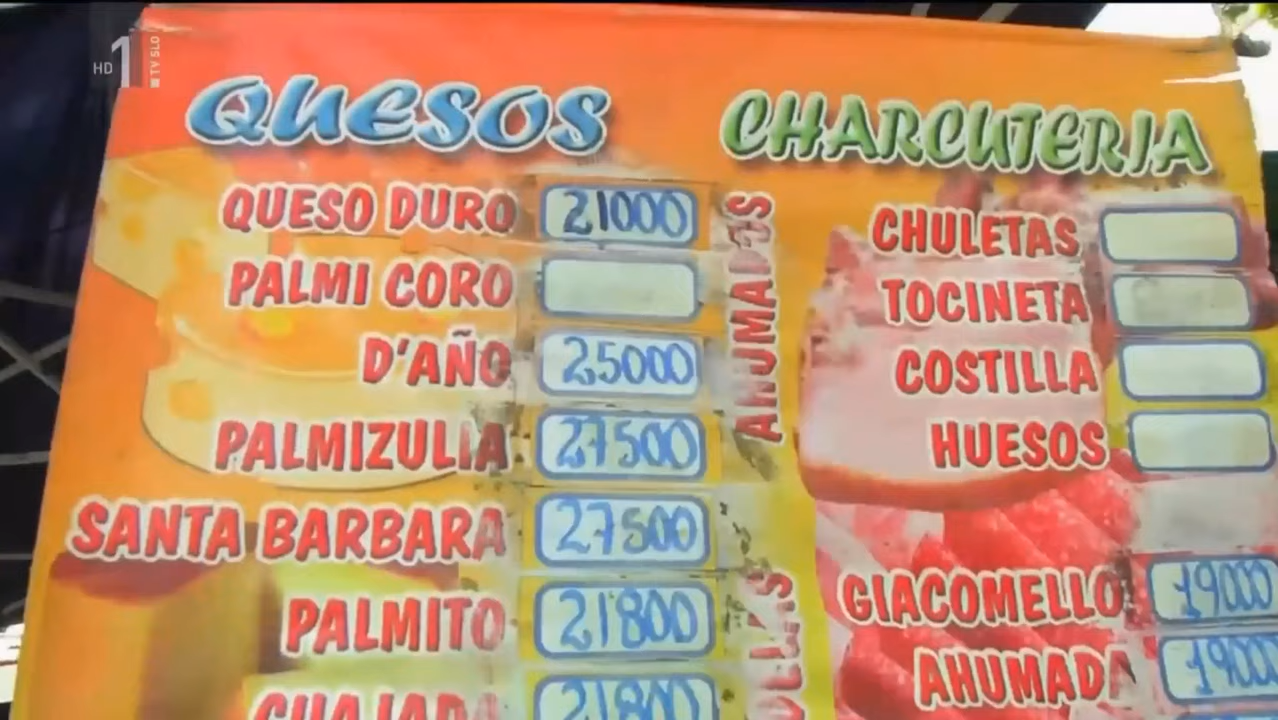 HD 1 TV SLO
QUESOS
QUESO DURO 21000
PALMI CORO
D'AÑO 25000
PALMIZULIA 27500
SANTA BARBARA 27500
PALMITO 21800
CUAJADA 21800
CHARCUTERIA
AHUMADOS
CHULETAS
TOCINETA
COSTILLA
HUESOS
GIACOMELLO 19000
AHUMADA 19000